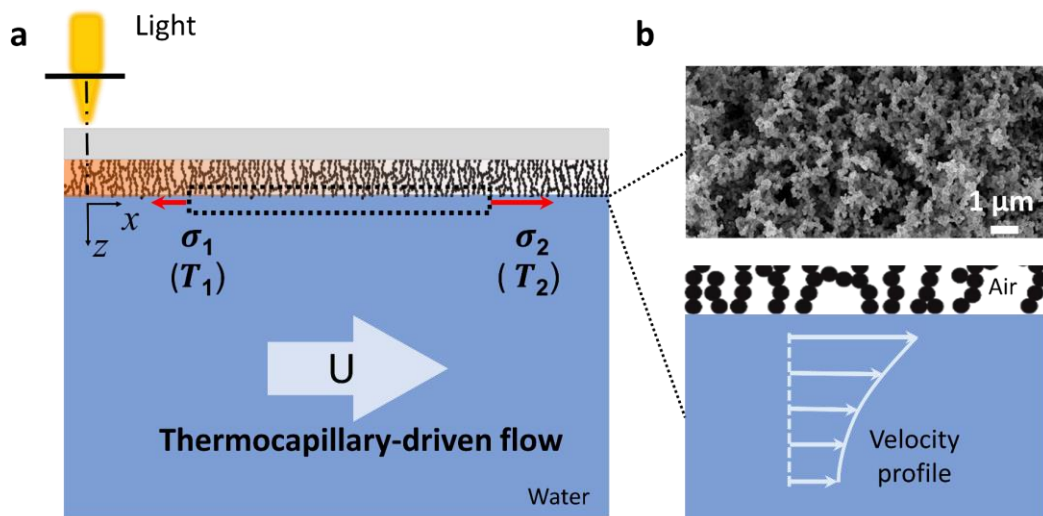 a
Light
x
z
σ₁
(T₁)
σ₂
( T₂)
U
Thermocapillary-driven flow
Water
b
1 µm
Air
Velocity
profile